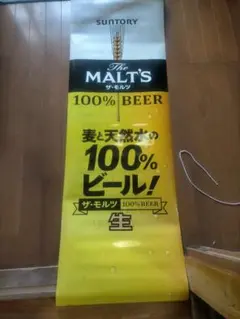 SUNTORY
The
MALT'S
ザ・モルツ
100% BEER
麦と天然水の
100%
ビール!
ザ・モルツ 100% BEER
生